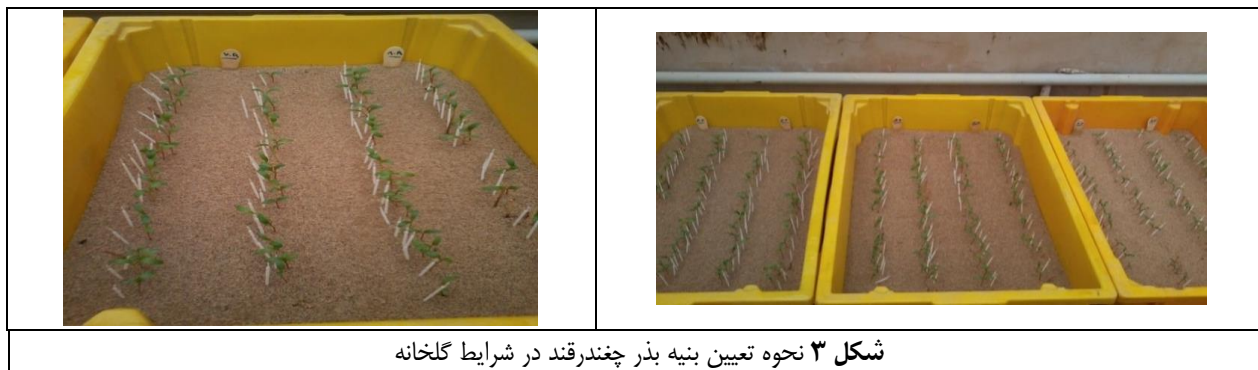 شکل ۳ نحوه تعیین بنیه بذر چغندرقند در شرایط گلخانه